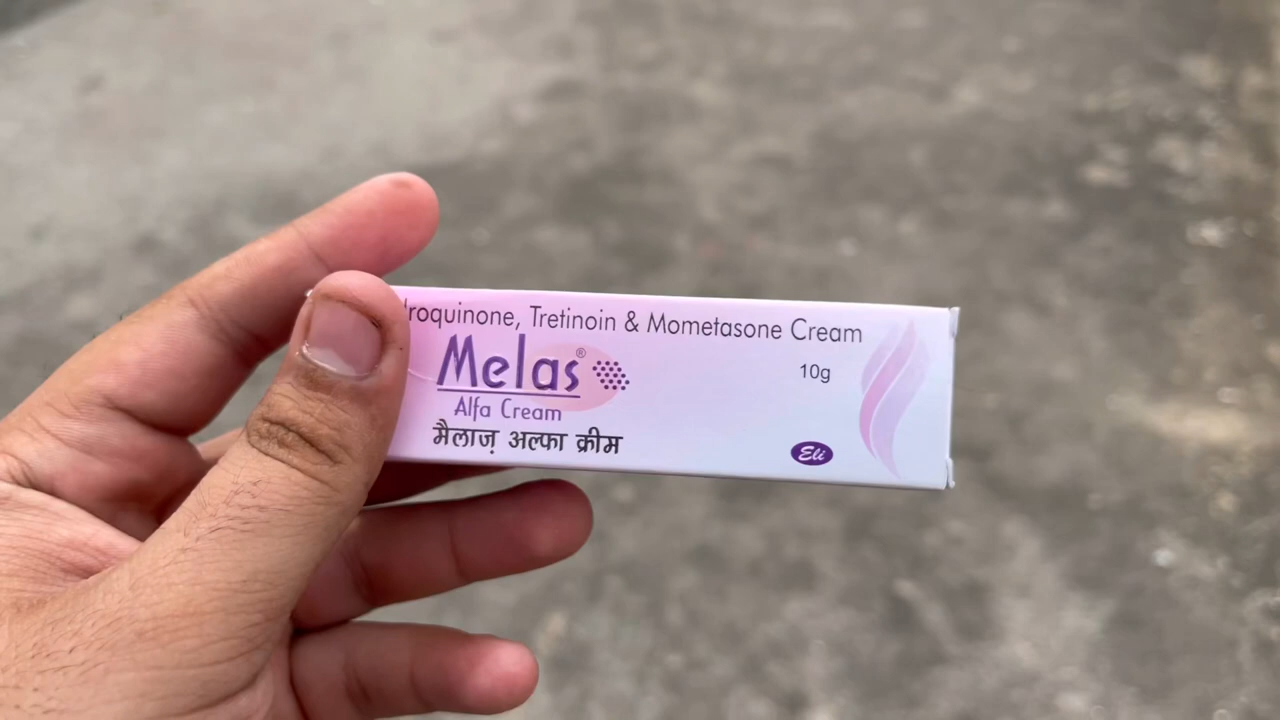 droquinone, Tretinoin & Mometasone Cream
Melas®
10g
Alfa Cream
मैलाज़ अल्फा क्रीम
Eli